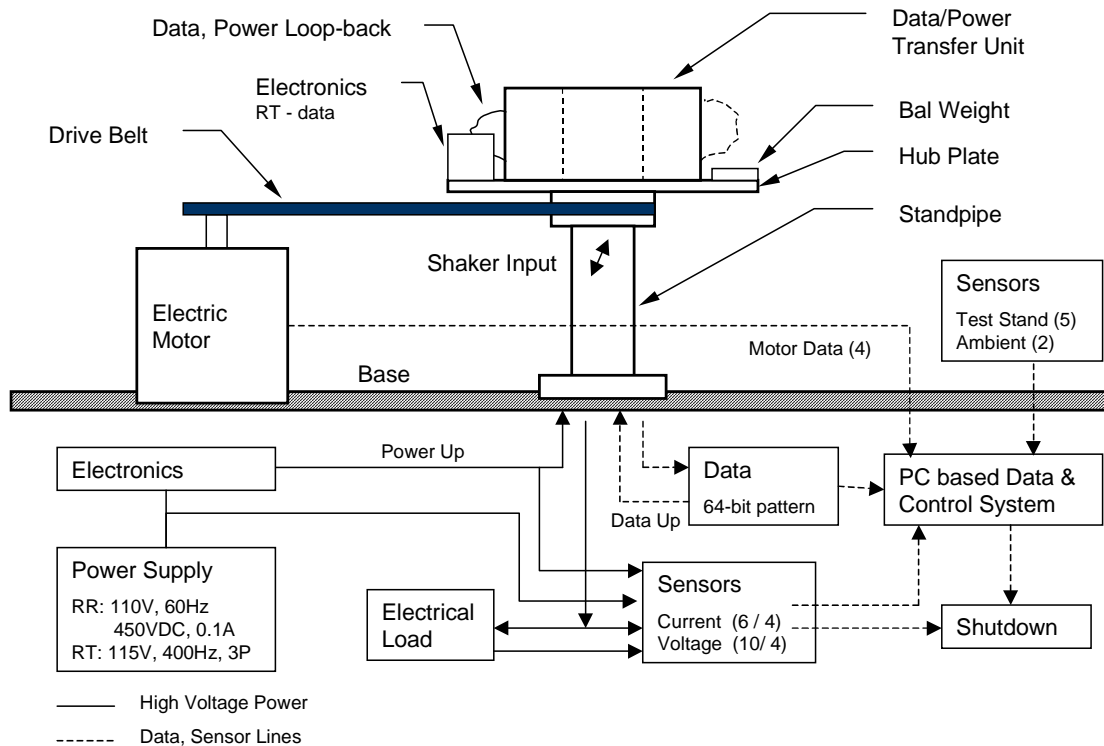 Data, Power Loop-back
Data/Power
Transfer Unit
Electronics
RT - data
Drive Belt
Bal Weight
Hub Plate
Standpipe
Shaker Input
Electric
Motor
Sensors
Test Stand (5)
Ambient (2)
Motor Data (4)
Base
Electronics
Power Up
Data
64-bit pattern
Data Up
PC based Data &
Control System
Power Supply
RR: 110V, 60Hz
450VDC, 0.1A
RT: 115V, 400Hz, 3P
Electrical
Load
Sensors
Current (6 / 4)
Voltage (10/ 4)
Shutdown
High Voltage Power
Data, Sensor Lines